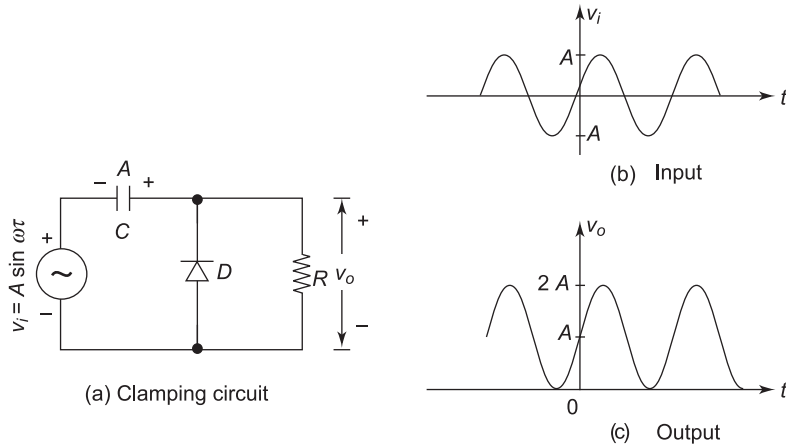 A
− +
C
v_i = A sin ωτ
+
−
D
R
+
v_o
−
(a) Clamping circuit
v_i
A
t
A
(b) Input
v_o
2 A
A
t
0
(c) Output